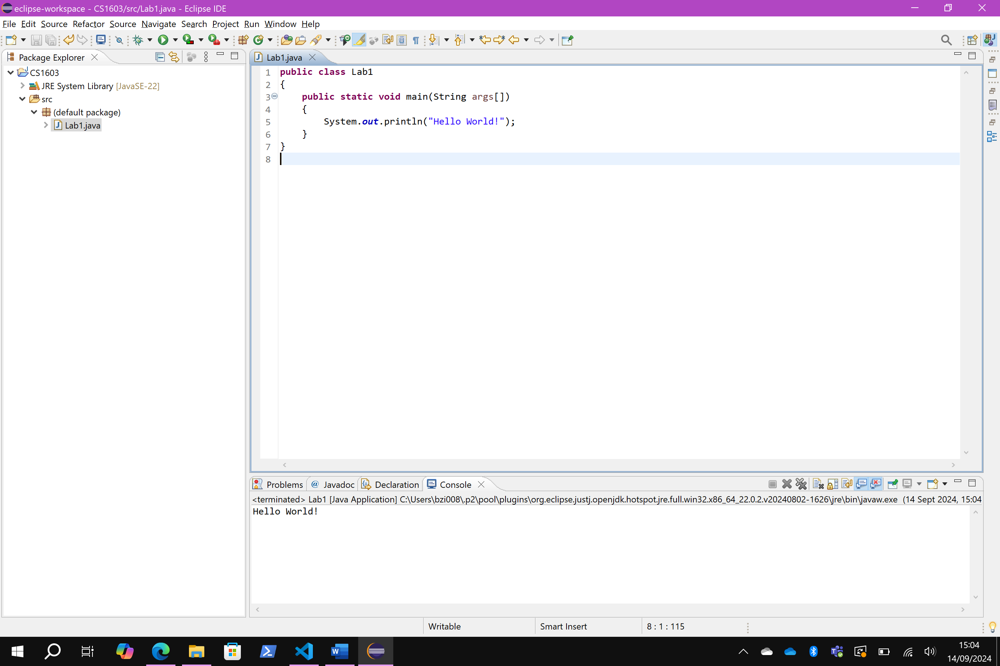 eclipse-workspace - CS1603/src/Lab1.java - Eclipse IDE
File Edit Source Refactor Source Navigate Search Project Run Window Help
Package Explorer
CS1603
JRE System Library [JavaSE-22]
src
(default package)
Lab1.java
Lab1.java
1 public class Lab1
2 {
3     public static void main(String args[])
4     {
5         System.out.println("Hello World!");
6     }
7 }
8
Problems @ Javadoc Declaration Console
<terminated> Lab1 [Java Application] C:\Users\bzi008\.p2\pool\plugins\org.eclipse.justj.openjdk.hotspot.jre.full.win32.x86_64_22.0.2.v20240802-1626\jre\bin\javaw.exe (14 Sept 2024, 15:04
Hello World!
Writable Smart Insert 8 : 1 : 115
15:04
14/09/2024